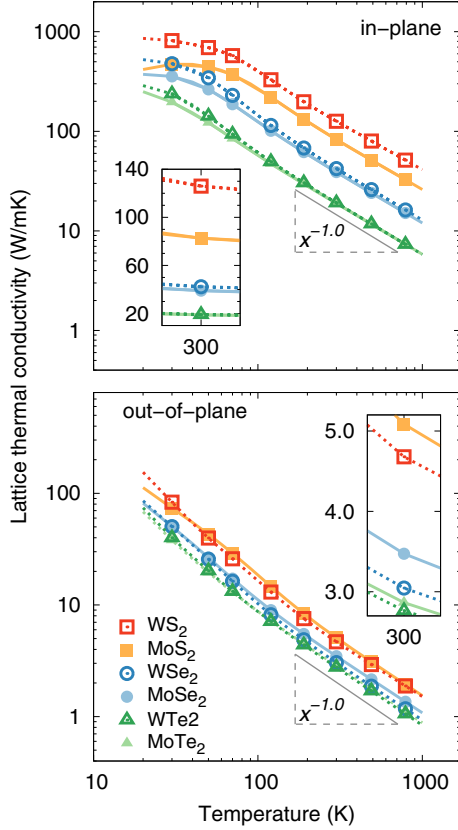 in−plane
1000
100
10
1
140
100
60
20
300
x−1.0
Lattice thermal conductivity (W/mK)
out−of−plane
100
10
1
5.0
4.0
3.0
300
WS2
MoS2
WSe2
MoSe2
WTe2
MoTe2
x−1.0
10
100
1000
Temperature (K)